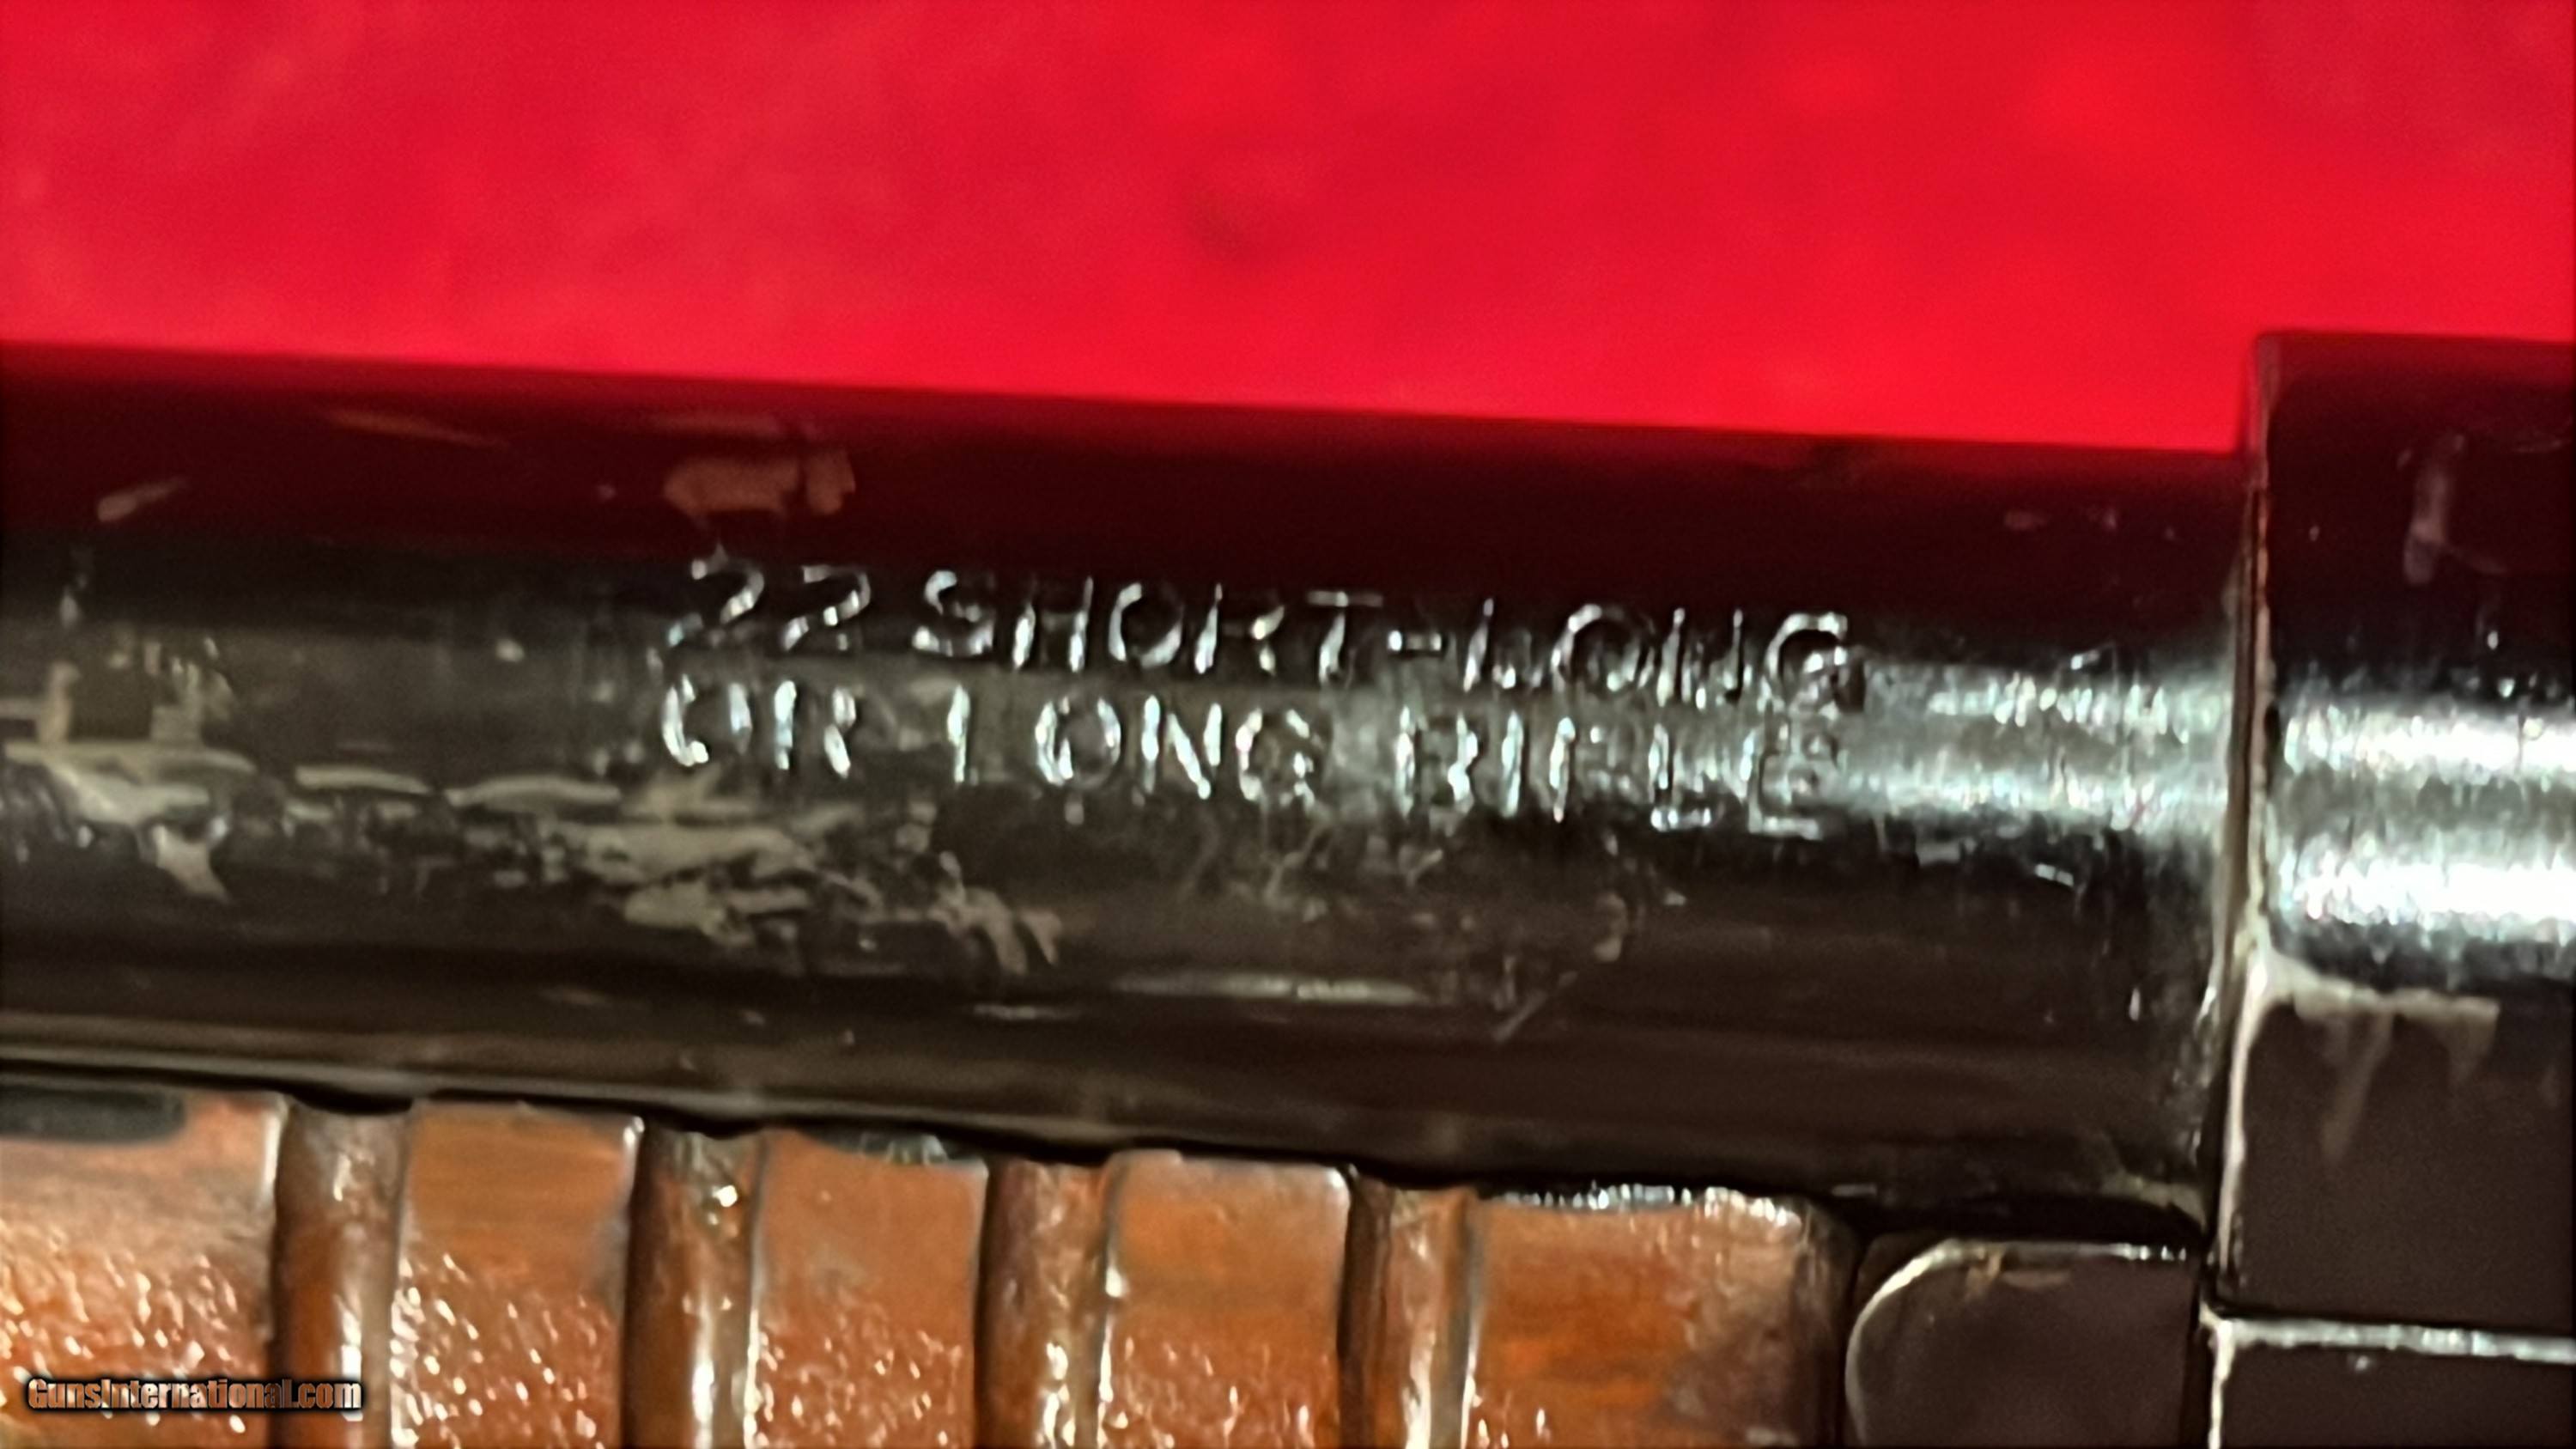 22 SHORT-LONG
OR LONG RIFLE
GunsInternational.com